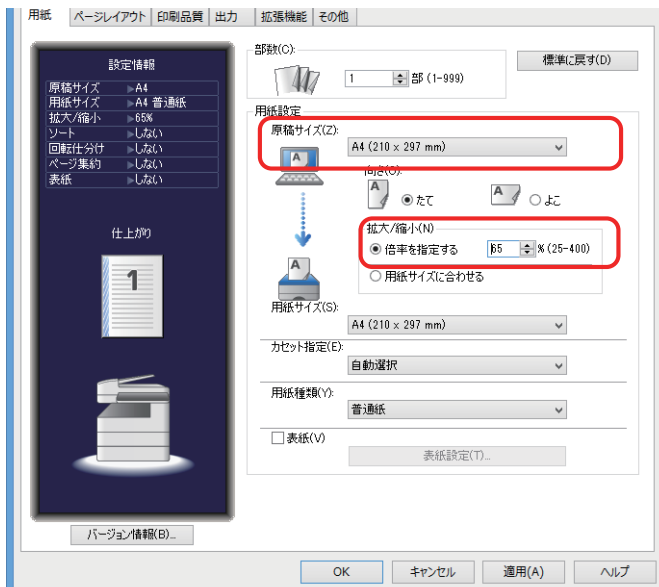 用紙 ページレイアウト 印刷品質 出力 拡張機能 その他
設定情報
原稿サイズ ▶A4
用紙サイズ ▶A4 普通紙
拡大/縮小 ▶65%
ソート ▶しない
回転仕分け ▶しない
ページ集約 ▶しない
表紙 ▶しない
仕上がり
1
バージョン情報(B)...
部数(C):
1 部 (1-999)
標準に戻す(D)
用紙設定
原稿サイズ(Z):
A4 (210 x 297 mm)
A
向き(O):
A たて A よこ
拡大/縮小(N)
倍率を指定する 65 % (25-400)
用紙サイズに合わせる
A
用紙サイズ(S):
A4 (210 x 297 mm)
カセット指定(E):
自動選択
用紙種類(Y):
普通紙
表紙(V)
表紙設定(T)...
OK キャンセル 適用(A) ヘルプ